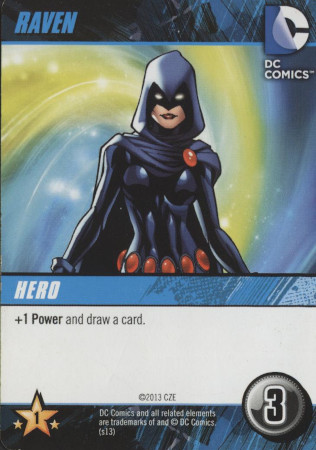 RAVEN
DC
DC
COMICS™
HERO
+1 Power and draw a card.
©2013 CZE
1
DC Comics and all related elements
are trademarks of and © DC Comics.
(s13)
3